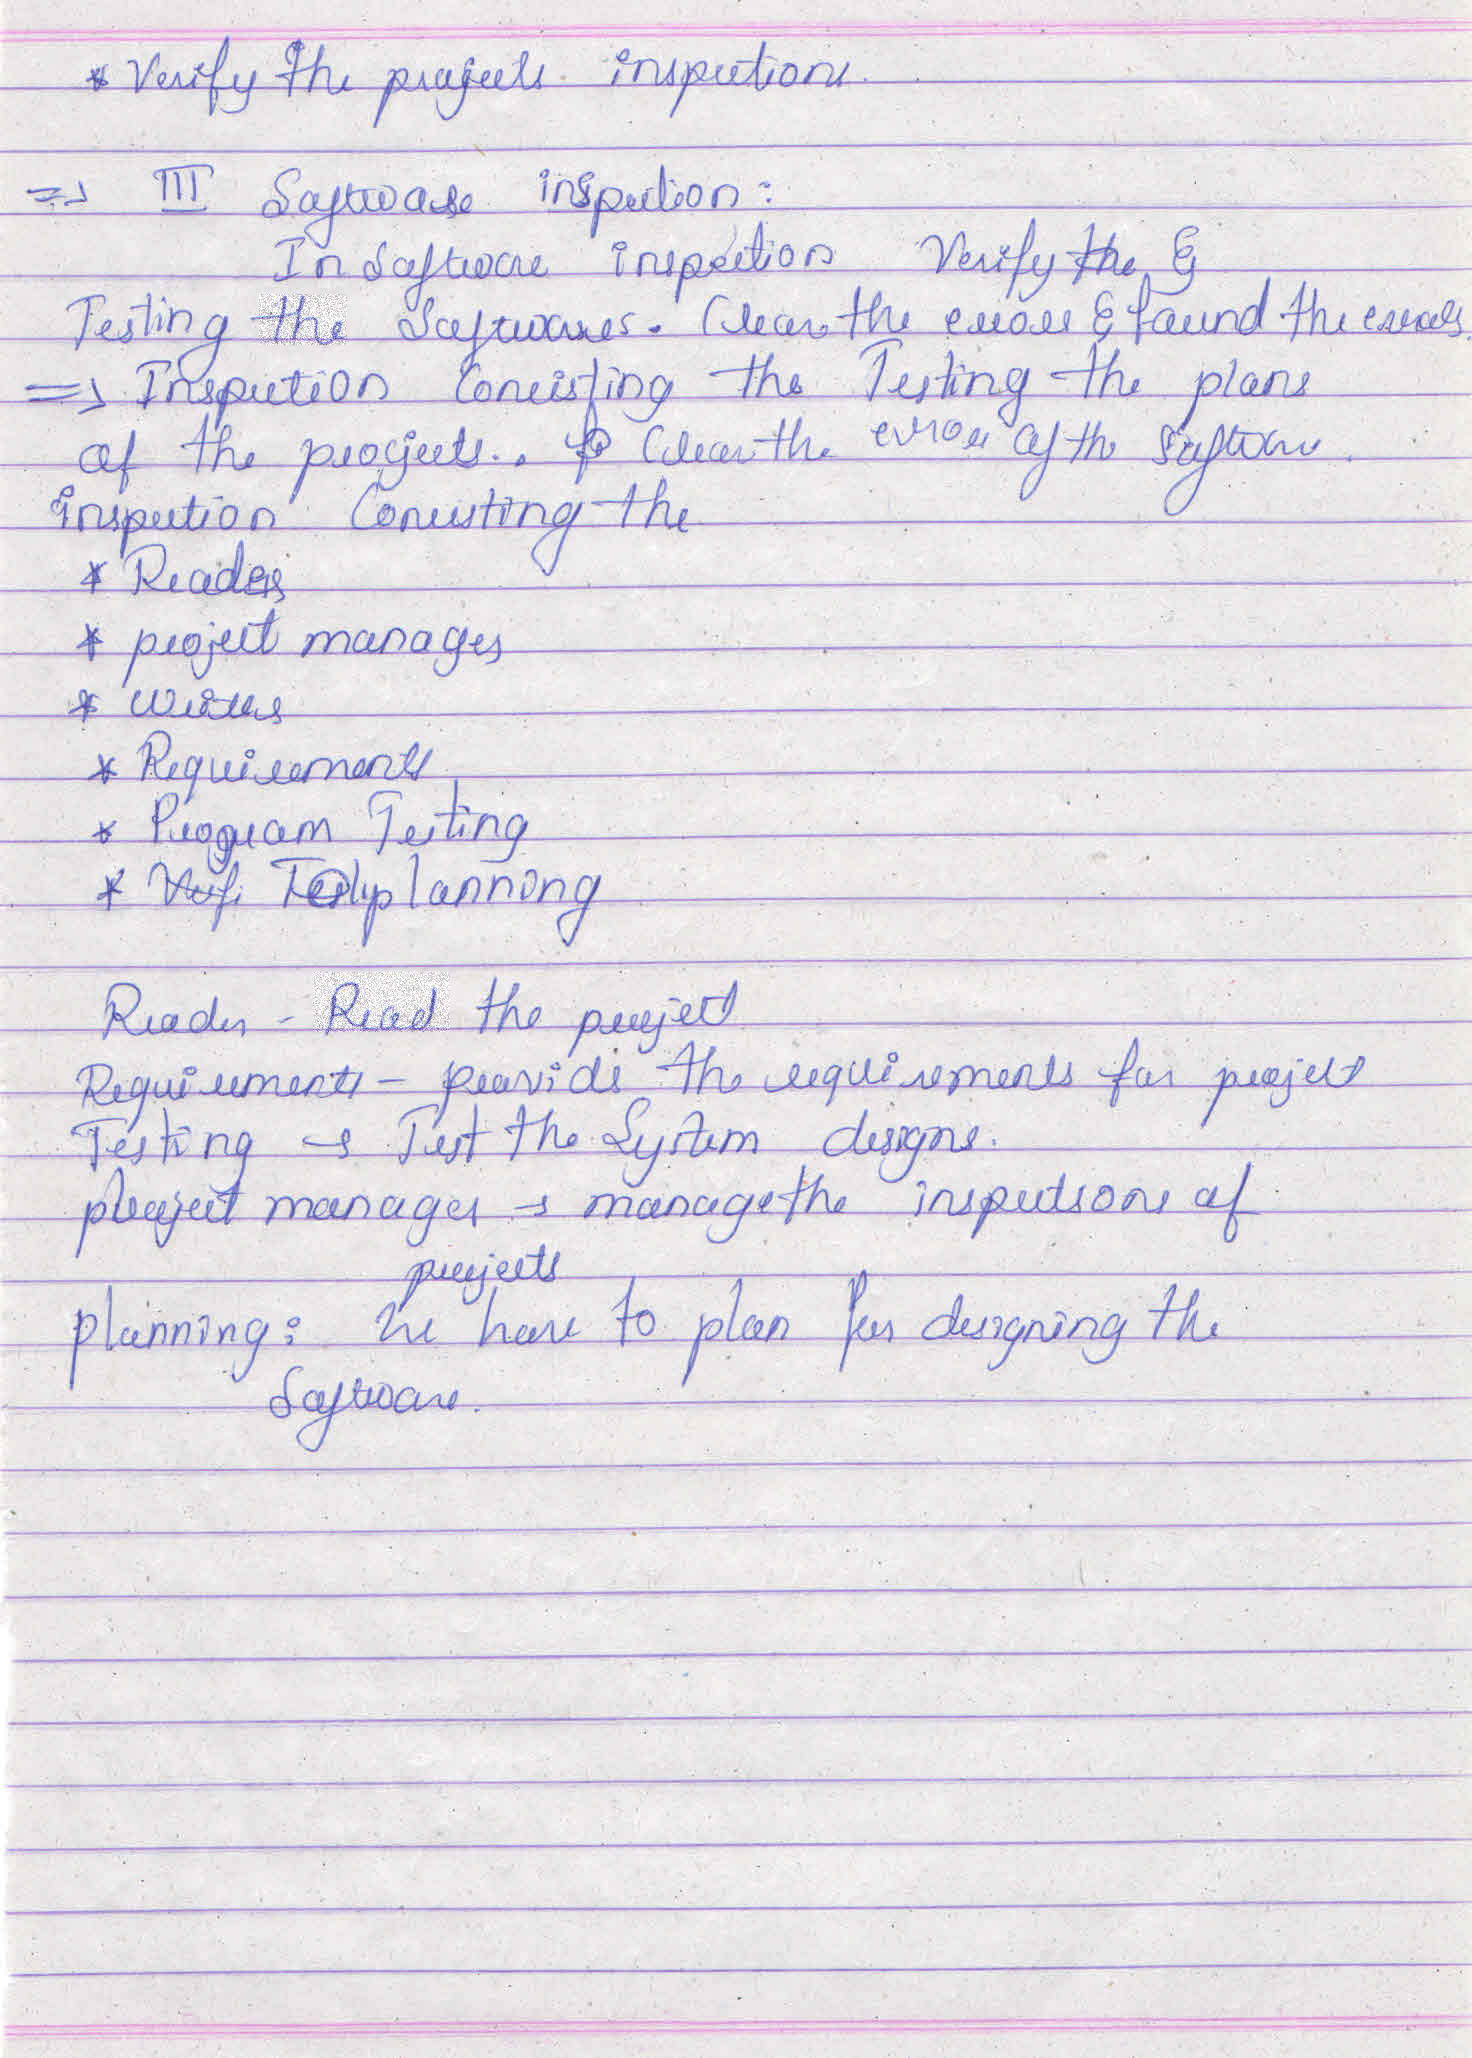 * Verify the projects inspections.
=> III Software inspection:
In Software inspection Verify the &
Testing the Softwares. Clear the errors & found the errors.
=> Inspection Consisting the Testing the plans
of the projects.. Clear the errors of the Software.
inspection Consisting the
* Readers
* project manages
* Writers
* Requirements
* Program Testing
* planning
Reader - Read the project
Requirements - provide the requirements for project
Testing → Test the System designs.
project manager → manage the inspections of
projects
planning: We have to plan for designing the
Software.